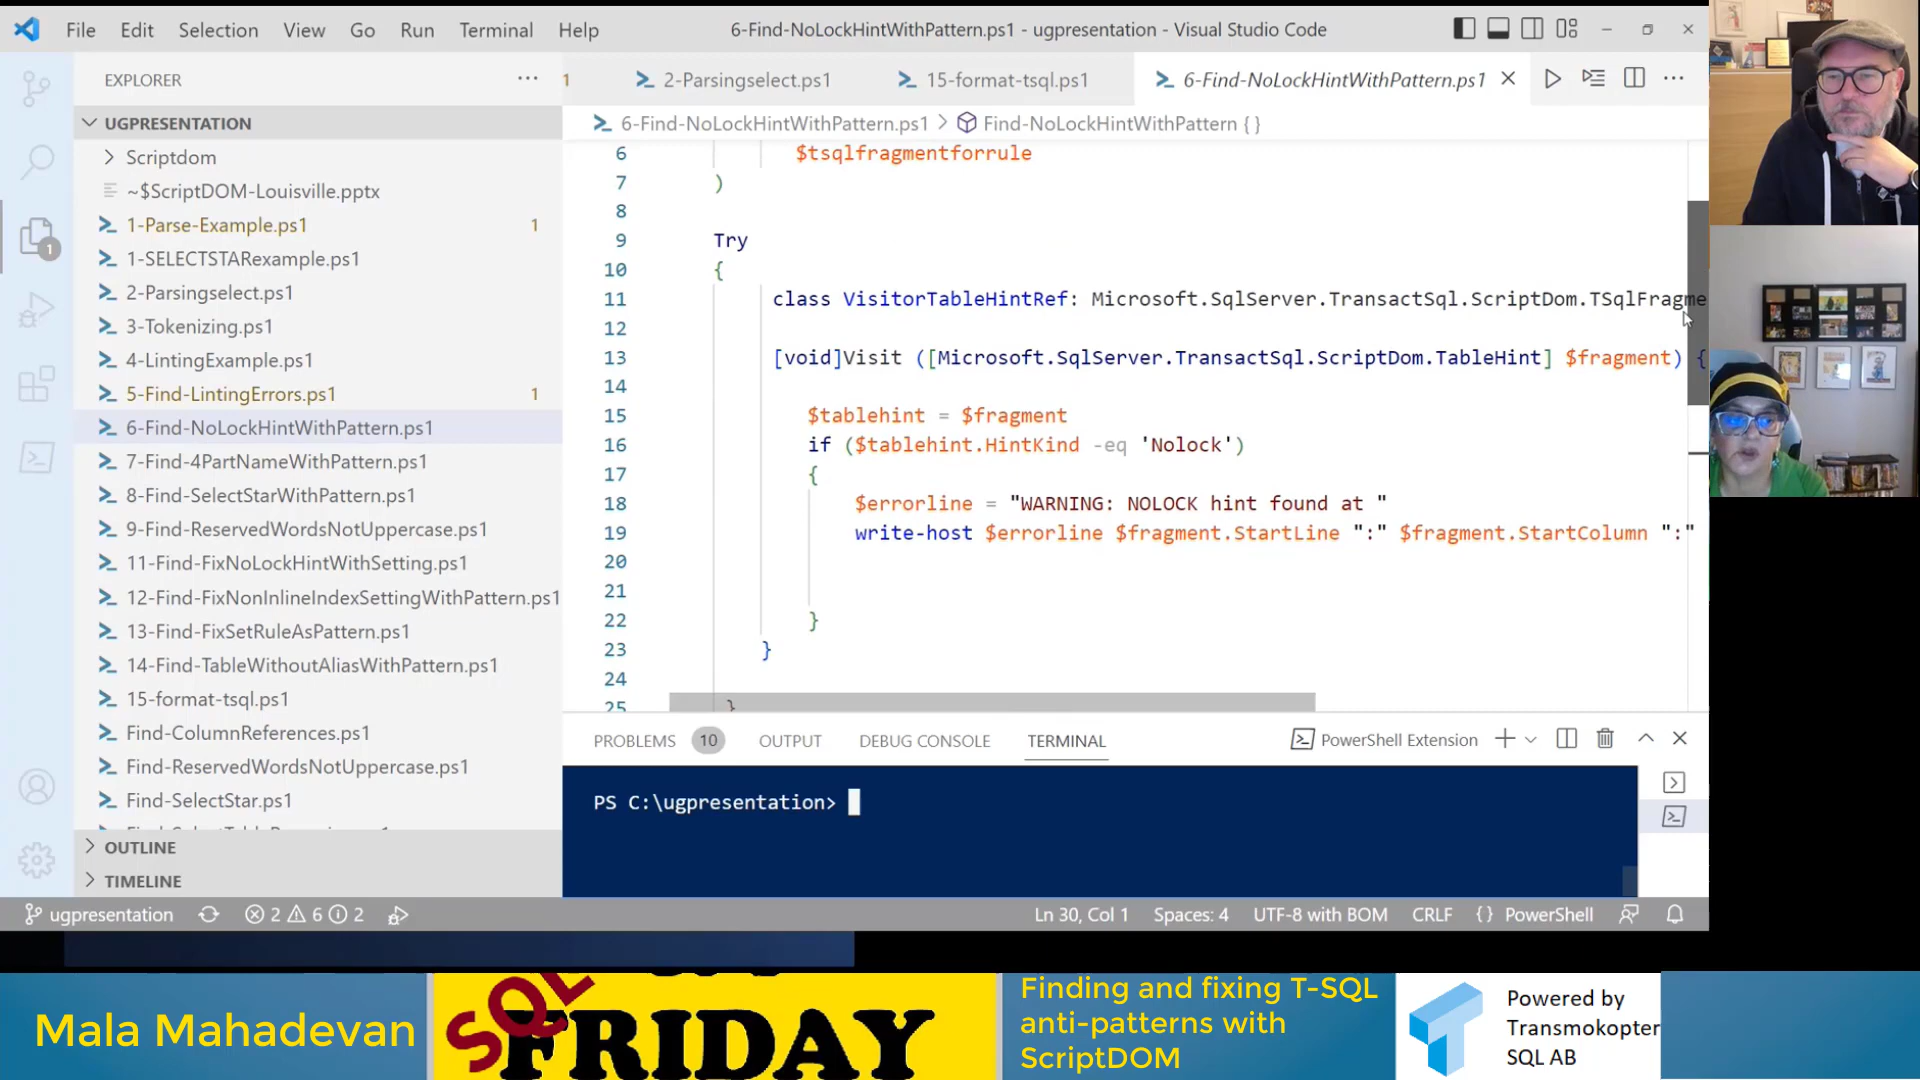 File Edit Selection View Go Run Terminal Help
6-Find-NoLockHintWithPattern.ps1 - ugpresentation - Visual Studio Code
EXPLORER
UGPRESENTATION
Scriptdom
~$ScriptDOM-Louisville.pptx
1-Parse-Example.ps1 1
1-SELECTSTARexample.ps1
2-Parsingselect.ps1
3-Tokenizing.ps1
4-LintingExample.ps1
5-Find-LintingErrors.ps1 1
6-Find-NoLockHintWithPattern.ps1
7-Find-4PartNameWithPattern.ps1
8-Find-SelectStarWithPattern.ps1
9-Find-ReservedWordsNotUppercase.ps1
11-Find-FixNoLockHintWithSetting.ps1
12-Find-FixNonInlineIndexSettingWithPattern.ps1
13-Find-FixSetRuleAsPattern.ps1
14-Find-TableWithoutAliasWithPattern.ps1
15-format-tsql.ps1
Find-ColumnReferences.ps1
Find-ReservedWordsNotUppercase.ps1
Find-SelectStar.ps1
OUTLINE
TIMELINE
1
1 2-Parsingselect.ps1 15-format-tsql.ps1 6-Find-NoLockHintWithPattern.ps1
6-Find-NoLockHintWithPattern.ps1 > Find-NoLockHintWithPattern { }
6 $tsqlfragmentforrule
7 )
8
9 Try
10 {
11 class VisitorTableHintRef: Microsoft.SqlServer.TransactSql.ScriptDom.TSqlFragme
12
13 [void]Visit ([Microsoft.SqlServer.TransactSql.ScriptDom.TableHint] $fragment) {
14
15 $tablehint = $fragment
16 if ($tablehint.HintKind -eq 'Nolock')
17 {
18 $errorline = "WARNING: NOLOCK hint found at "
19 write-host $errorline $fragment.StartLine ":" $fragment.StartColumn ":"
20
21
22 }
23 }
24
25 }
PROBLEMS 10 OUTPUT DEBUG CONSOLE TERMINAL PowerShell Extension
PS C:\ugpresentation>
ugpresentation 2 6 2 Ln 30, Col 1 Spaces: 4 UTF-8 with BOM CRLF { } PowerShell
Mala Mahadevan
SQL
FRIDAY
Finding and fixing T-SQL
anti-patterns with
ScriptDOM
Powered by
Transmokopter
SQL AB